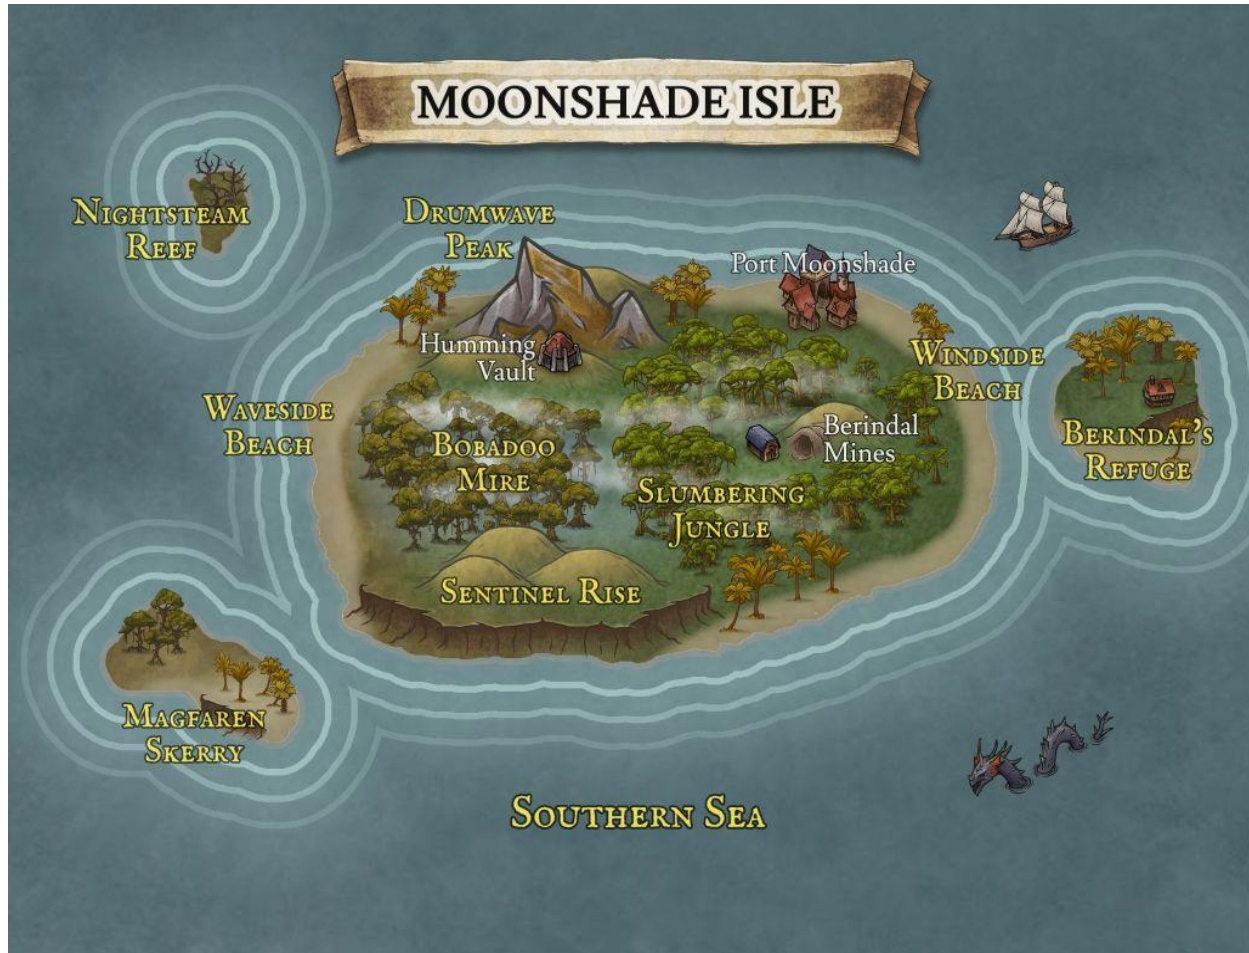 MOONSHADE ISLE
NIGHTSTEAM
REEF
DRUMWAVE
PEAK
Port Moonshade
Humming
Vault
WINDSIDE
BEACH
WAVESIDE
BEACH
BOBADOO
MIRE
Berindal
Mines
BERINDAL'S
REFUGE
SLUMBERING
JUNGLE
SENTINEL RISE
MAGFAREN
SKERRY
SOUTHERN SEA